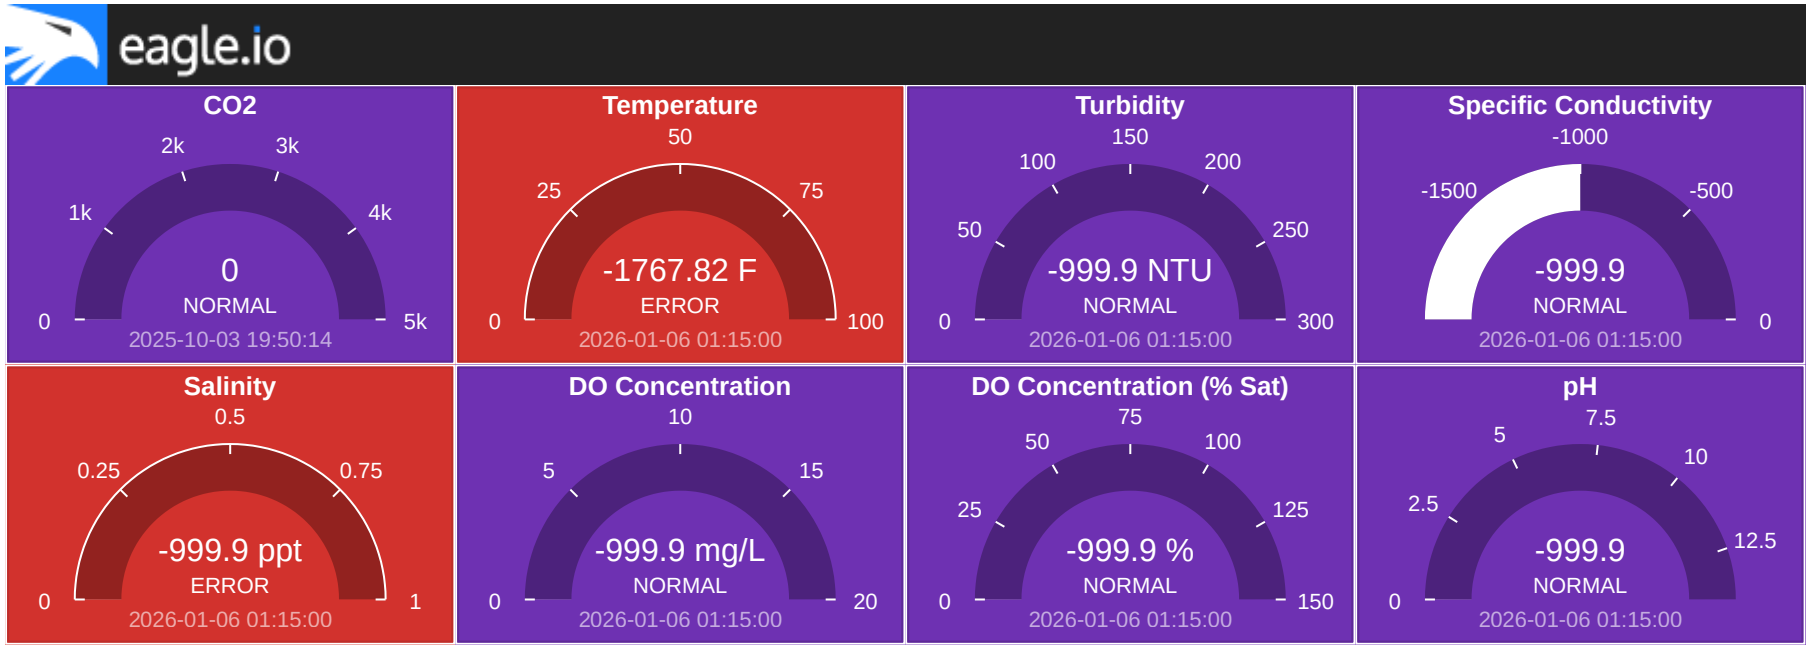 eagle.io
CO2
2k
3k
1k
4k
0
NORMAL
0
5k
2025-10-03 19:50:14
Temperature
50
25
75
-1767.82 F
ERROR
0
100
2026-01-06 01:15:00
Turbidity
150
100
200
50
250
-999.9 NTU
NORMAL
0
300
2026-01-06 01:15:00
Specific Conductivity
-1000
-1500
-500
-999.9
NORMAL
0
2026-01-06 01:15:00
Salinity
0.5
0.25
0.75
-999.9 ppt
ERROR
0
1
2026-01-06 01:15:00
DO Concentration
10
5
15
-999.9 mg/L
NORMAL
0
20
2026-01-06 01:15:00
DO Concentration (% Sat)
75
50
100
25
125
-999.9 %
NORMAL
0
150
2026-01-06 01:15:00
pH
7.5
5
10
2.5
12.5
-999.9
NORMAL
0
2026-01-06 01:15:00